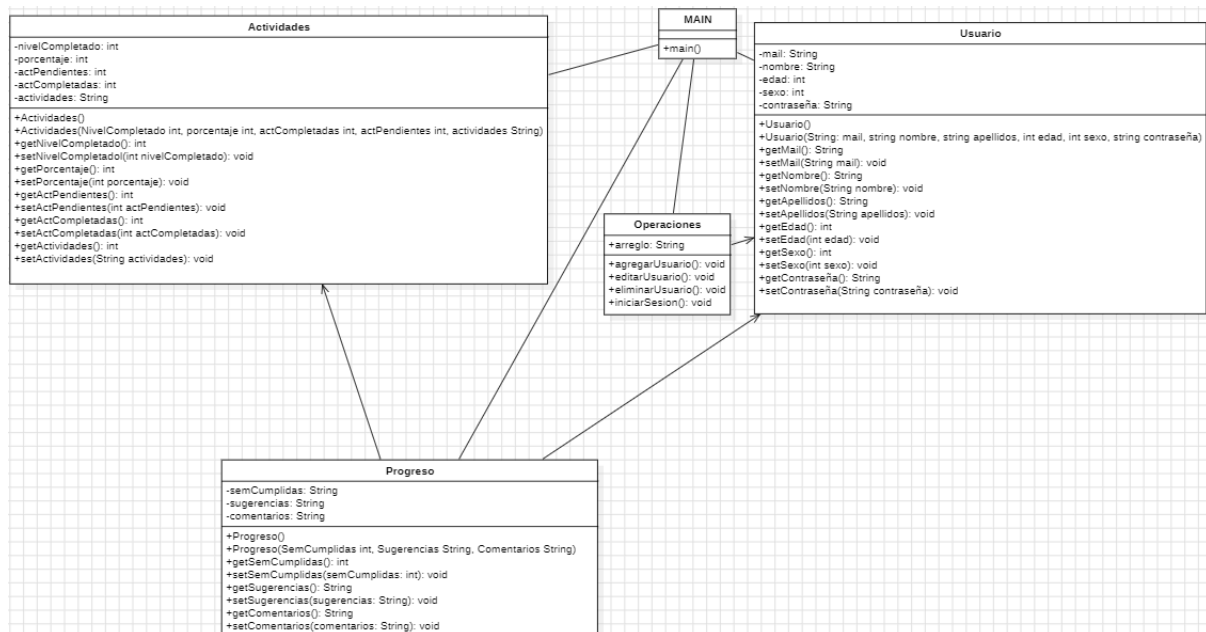 Actividades
-nivelCompletado: int
-porcentaje: int
-actPendientes: int
-actCompletadas: int
-actividades: String
+Actividades()
+Actividades(NivelCompletado int, porcentaje int, actCompletadas int, actPendientes int, actividades String)
+getNivelCompletado(): int
+setNivelCompletadol(int nivelCompletado): void
+getPorcentaje(): int
+setPorcentaje(int porcentaje): void
+getActPendientes(): int
+setActPendientes(int actPendientes): void
+getActCompletadas(): int
+setActCompletadas(int actCompletadas): void
+getActividades(): int
+setActividades(String actividades): void
MAIN
+main()
Usuario
-mail: String
-nombre: String
-edad: int
-sexo: int
-contraseña: String
+Usuario()
+Usuario(String: mail, string nombre, string apellidos, int edad, int sexo, string contraseña)
+getMail(): String
+setMail(String mail): void
+getNombre(): String
+setNombre(String nombre): void
+getApellidos(): String
+setApellidos(String apellidos): void
+getEdad(): int
+setEdad(int edad): void
+getSexo(): int
+setSexo(int sexo): void
+getContraseña(): String
+setContraseña(String contraseña): void
Operaciones
+arreglo: String
+agregarUsuario(): void
+editarUsuario(): void
+eliminarUsuario(): void
+iniciarSesion(): void
Progreso
-semCumplidas: String
-sugerencias: String
-comentarios: String
+Progreso()
+Progreso(SemCumplidas int, Sugerencias String, Comentarios String)
+getSemCumplidas(): int
+setSemCumplidas(semCumplidas: int): void
+getSugerencias(): String
+setSugerencias(sugerencias: String): void
+getComentarios(): String
+setComentarios(comentarios: String): void